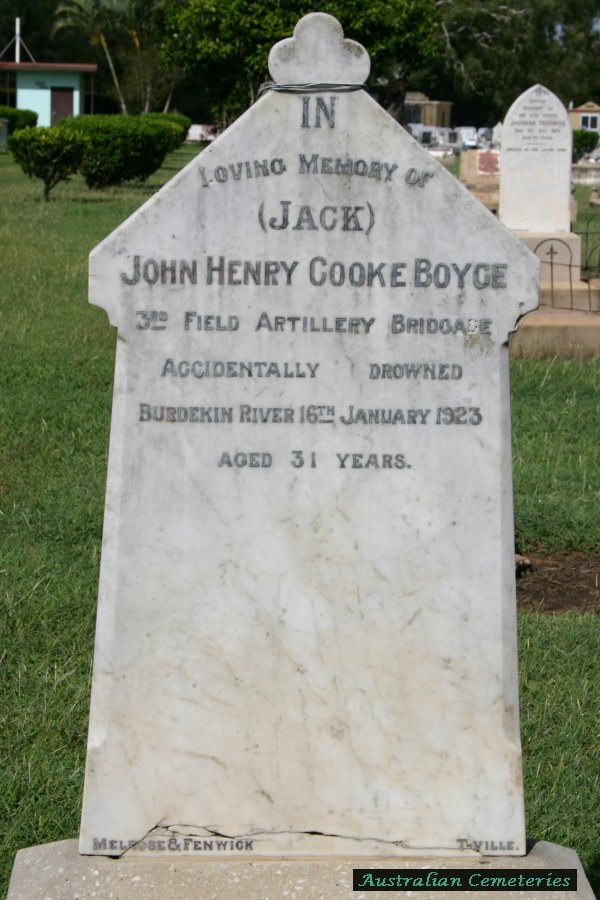 IN
LOVING MEMORY OF
(JACK)
JOHN HENRY COOKE BOYCE
3RD FIELD ARTILLERY BRIDGADE
ACCIDENTALLY DROWNED
BURDEKIN RIVER 16TH JANUARY 1923
AGED 31 YEARS.
MELROSE & FENWICK T-VILLE.
Australian Cemeteries